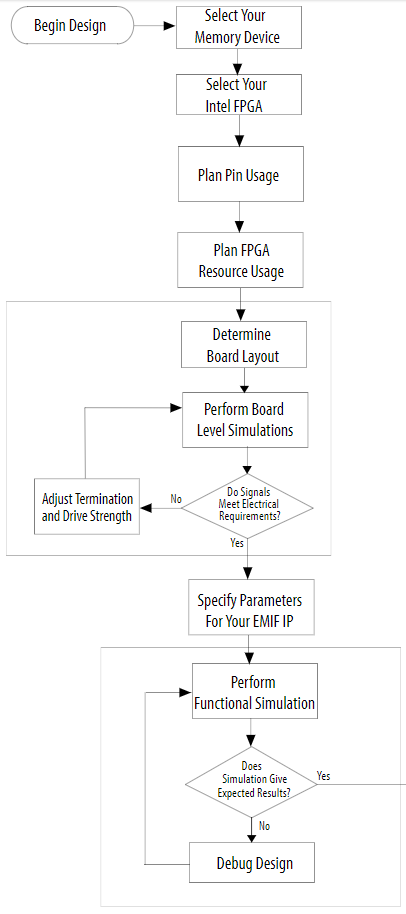 Begin Design
Select Your
Memory Device
Select Your
Intel FPGA
Plan Pin Usage
Plan FPGA
Resource Usage
Determine
Board Layout
Perform Board
Level Simulations
Adjust Termination
and Drive Strength
No
Do Signals
Meet Electrical
Requirements?
Yes
Specify Parameters
For Your EMIF IP
Perform
Functional Simulation
Does
Simulation Give
Expected Results?
Yes
No
Debug Design